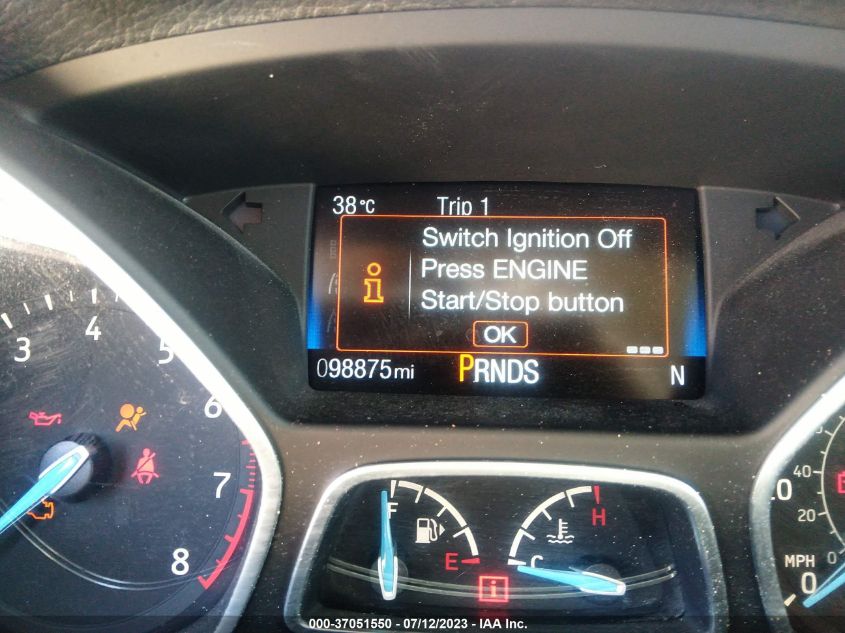 38°C Trip 1
Switch Ignition Off
Press ENGINE
Start/Stop button
OK
098875mi PRNDS N
3 4 5 6 7 8
F E C H
40
20
0
MPH 0
000-37051550 / 07/12/2023 - IAA Inc.